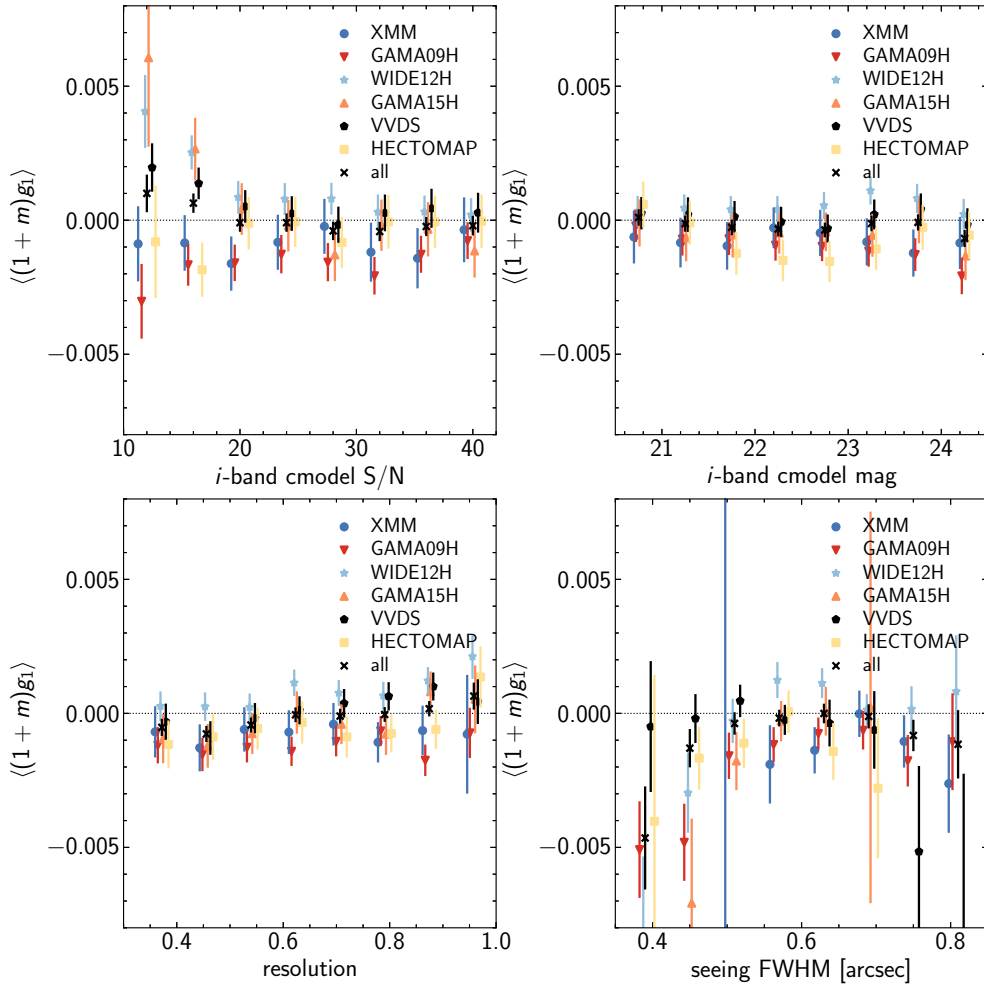 XMM
GAMA09H
WIDE12H
GAMA15H
VVDS
HECTOMAP
all
0.005
0.000
−0.005
⟨(1 + m)g₁⟩
10 20 30 40
i-band cmodel S/N
XMM
GAMA09H
WIDE12H
GAMA15H
VVDS
HECTOMAP
all
0.005
0.000
−0.005
⟨(1 + m)g₁⟩
21 22 23 24
i-band cmodel mag
XMM
GAMA09H
WIDE12H
GAMA15H
VVDS
HECTOMAP
all
0.005
0.000
−0.005
⟨(1 + m)g₁⟩
0.4 0.6 0.8 1.0
resolution
XMM
GAMA09H
WIDE12H
GAMA15H
VVDS
HECTOMAP
all
0.005
0.000
−0.005
⟨(1 + m)g₁⟩
0.4 0.6 0.8
seeing FWHM [arcsec]